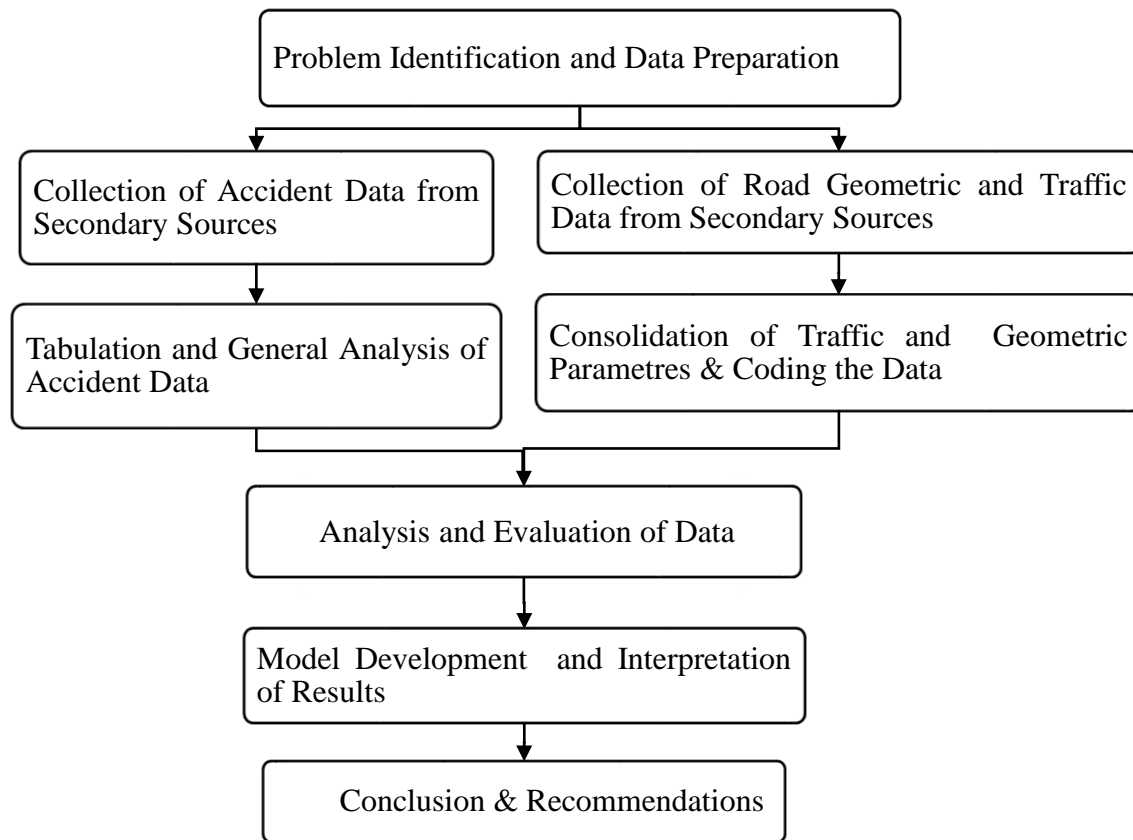 Problem Identification and Data Preparation
Collection of Accident Data from
Secondary Sources
Collection of Road Geometric and Traffic
Data from Secondary Sources
Tabulation and General Analysis of
Accident Data
Consolidation of Traffic and Geometric
Parametres & Coding the Data
Analysis and Evaluation of Data
Model Development and Interpretation
of Results
Conclusion & Recommendations